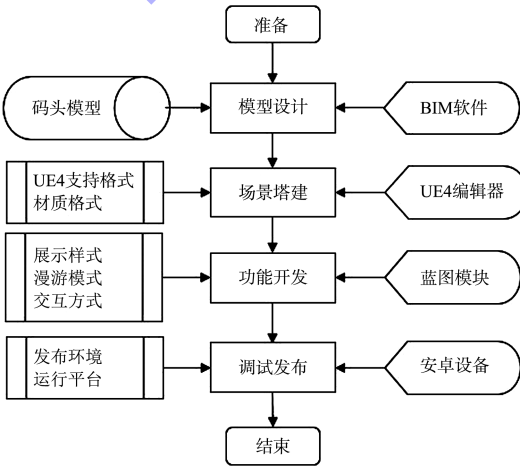 准备
码头模型
模型设计
BIM软件
UE4支持格式
材质格式
场景塔建
UE4编辑器
展示样式
漫游模式
交互方式
功能开发
蓝图模块
发布环境
运行平台
调试发布
安卓设备
结束